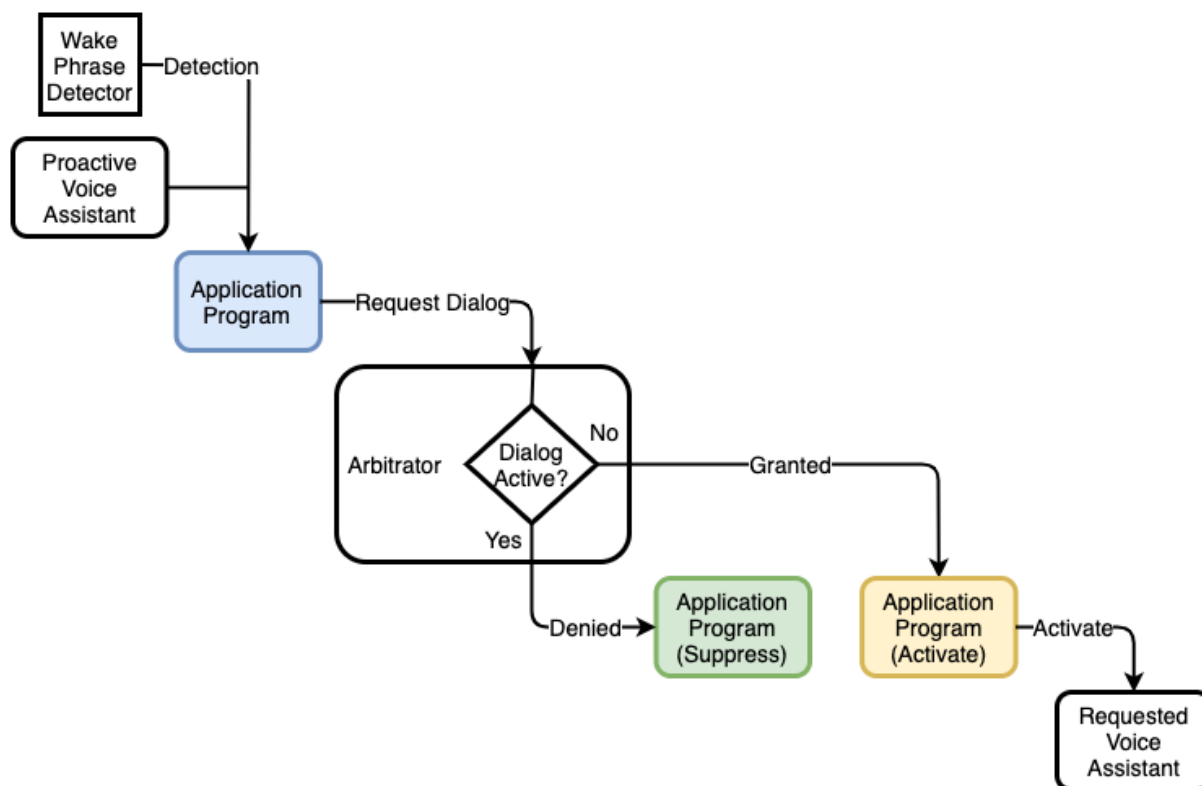 Wake
Phrase
Detector
Detection
Proactive
Voice
Assistant
Application
Program
Request Dialog
Arbitrator
Dialog
Active?
No
Yes
Granted
Denied
Application
Program
(Suppress)
Application
Program
(Activate)
Activate
Requested
Voice
Assistant